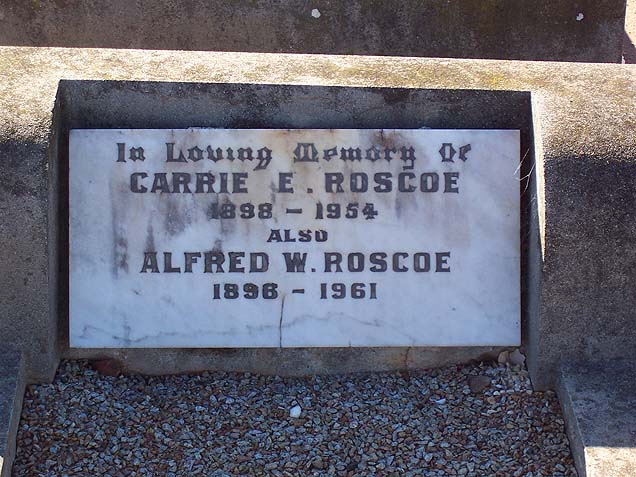 In Loving Memory Of
CARRIE E. ROSCOE
1898 - 1954
ALSO
ALFRED W. ROSCOE
1896 - 1961